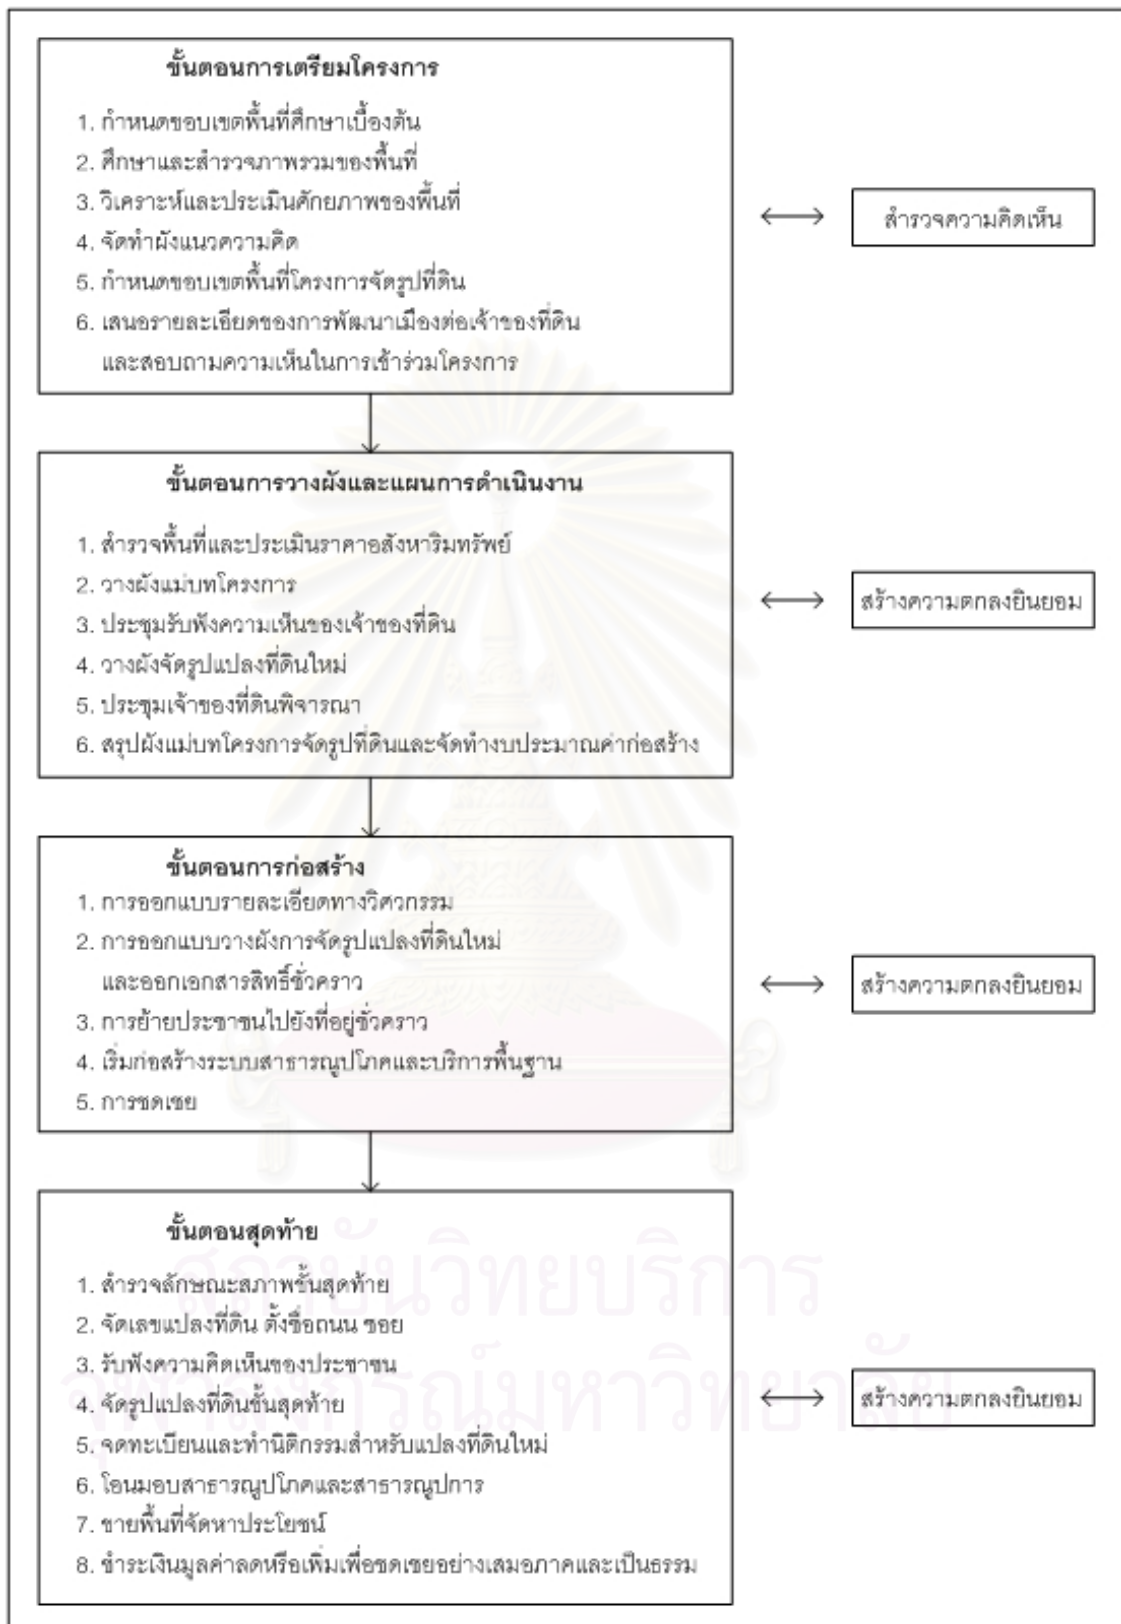 ขั้นตอนการเตรียมโครงการ
1. กำหนดขอบเขตพื้นที่ศึกษาเบื้องต้น
2. ศึกษาและสำรวจภาพรวมของพื้นที่
3. วิเคราะห์และประเมินศักยภาพของพื้นที่
4. จัดทำผังแนวความคิด
5. กำหนดขอบเขตพื้นที่โครงการจัดรูปที่ดิน
6. เสนอรายละเอียดของการพัฒนาเมืองต่อเจ้าของที่ดิน
และสอบถามความเห็นในการเข้าร่วมโครงการ
สำรวจความคิดเห็น
ขั้นตอนการวางผังและแผนการดำเนินงาน
1. สำรวจพื้นที่และประเมินราคาอสังหาริมทรัพย์
2. วางผังแม่บทโครงการ
3. ประชุมรับฟังความเห็นของเจ้าของที่ดิน
4. วางผังจัดรูปแปลงที่ดินใหม่
5. ประชุมเจ้าของที่ดินพิจารณา
6. สรุปผังแม่บทโครงการจัดรูปที่ดินและจัดทำงบประมาณค่าก่อสร้าง
สร้างความตกลงยินยอม
ขั้นตอนการก่อสร้าง
1. การออกแบบรายละเอียดทางวิศวกรรม
2. การออกแบบวางผังการจัดรูปแปลงที่ดินใหม่
และออกเอกสารสิทธิ์ชั่วคราว
3. การย้ายประชาชนไปยังที่อยู่ชั่วคราว
4. เริ่มก่อสร้างระบบสาธารณูปโภคและบริการพื้นฐาน
5. การชดเชย
สร้างความตกลงยินยอม
ขั้นตอนสุดท้าย
1. สำรวจลักษณะสภาพขั้นสุดท้าย
2. จัดเลขแปลงที่ดิน ตั้งชื่อถนน ซอย
3. รับฟังความคิดเห็นของประชาชน
4. จัดรูปแปลงที่ดินขั้นสุดท้าย
5. จดทะเบียนและทำนิติกรรมสำหรับแปลงที่ดินใหม่
6. โอนมอบสาธารณูปโภคและสาธารณูปการ
7. ขายพื้นที่จัดหาประโยชน์
8. ชำระเงินมูลค่าลดหรือเพิ่มเพื่อชดเชยอย่างเสมอภาคและเป็นธรรม
สร้างความตกลงยินยอม
สถาบันวิทยบริการ
จุฬาลงกรณ์มหาวิทยาลัย